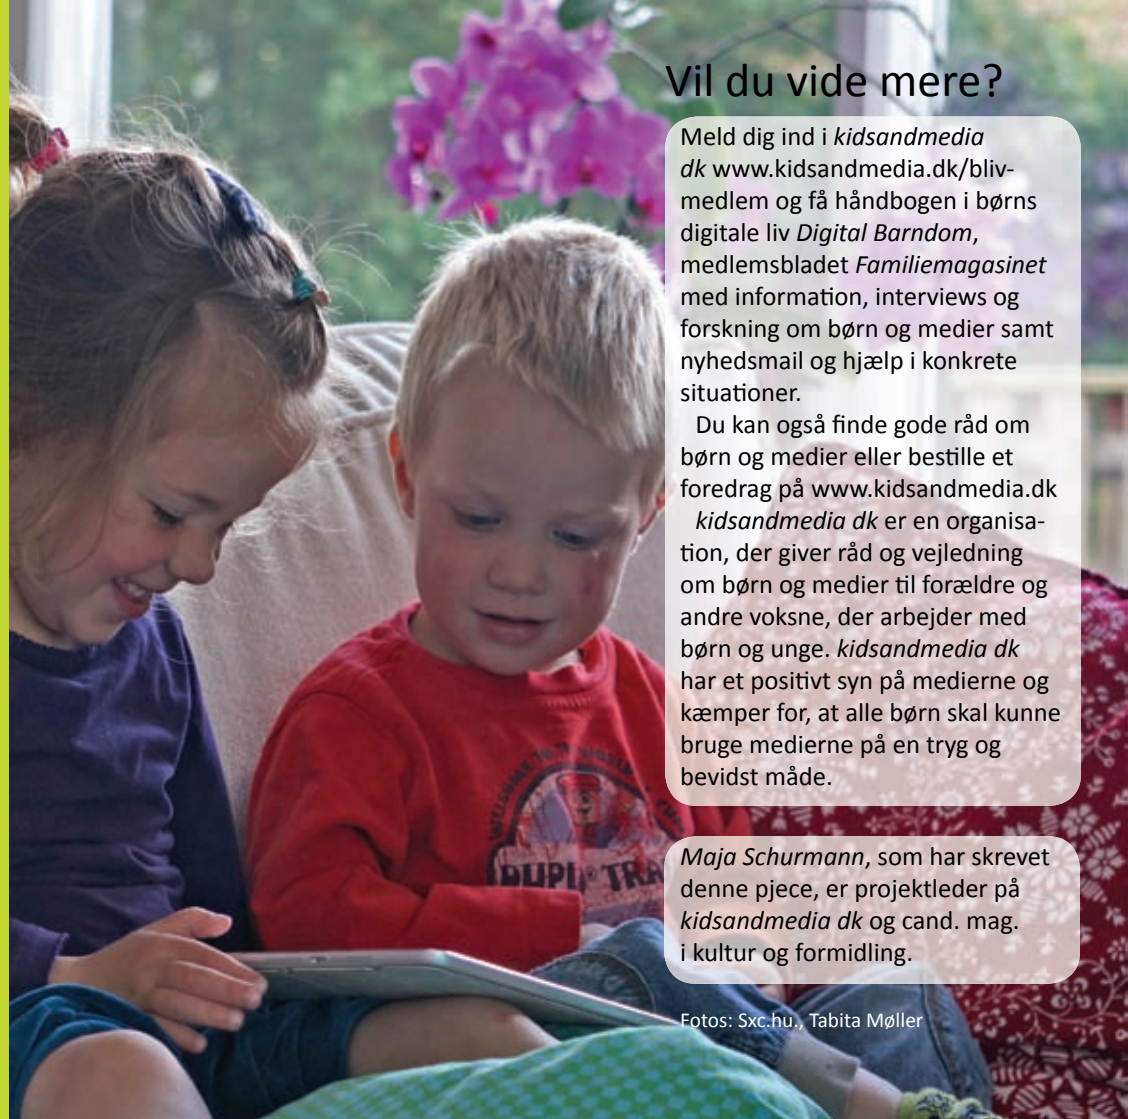 Vil du vide mere?
Meld dig ind i kidsandmedia
dk www.kidsandmedia.dk/bliv-
medlem og få håndbogen i børns
digitale liv Digital Barndom,
medlemsbladet Familiemagasinet
med information, interviews og
forskning om børn og medier samt
nyhedsmail og hjælp i konkrete
situationer.
Du kan også finde gode råd om
børn og medier eller bestille et
foredrag på www.kidsandmedia.dk
kidsandmedia dk er en organisa-
tion, der giver råd og vejledning
om børn og medier til forældre og
andre voksne, der arbejder med
børn og unge. kidsandmedia dk
har et positivt syn på medierne og
kæmper for, at alle børn skal kunne
bruge medierne på en tryg og
bevidst måde.
Maja Schurmann, som har skrevet
denne pjece, er projektleder på
kidsandmedia dk og cand. mag.
i kultur og formidling.
Fotos: Sxc.hu., Tabita Møller